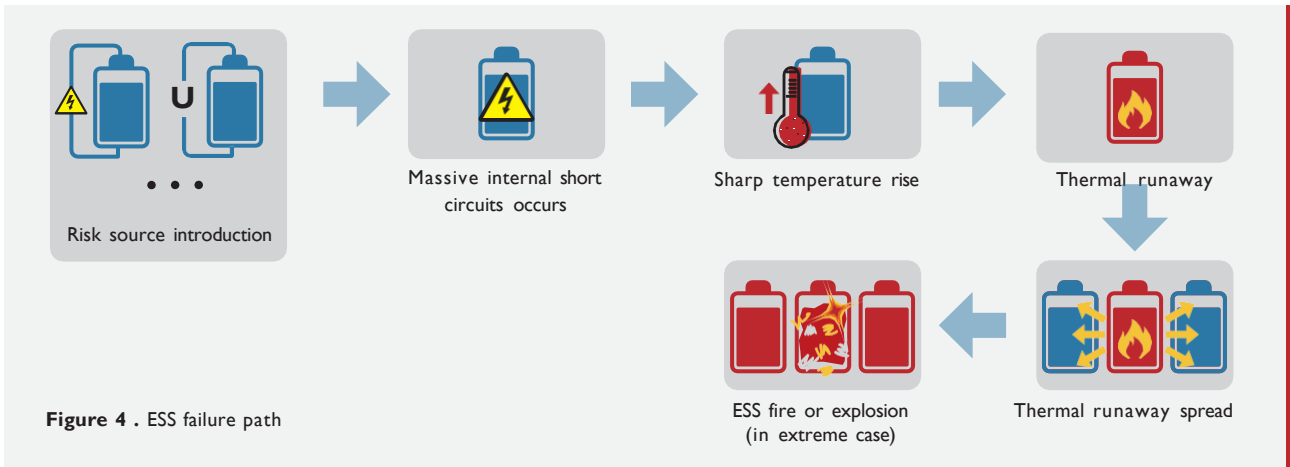 U
• • •
Risk source introduction
Massive internal short
circuits occurs
Sharp temperature rise
Thermal runaway
Thermal runaway spread
ESS fire or explosion
(in extreme case)
Figure 4 . ESS failure path